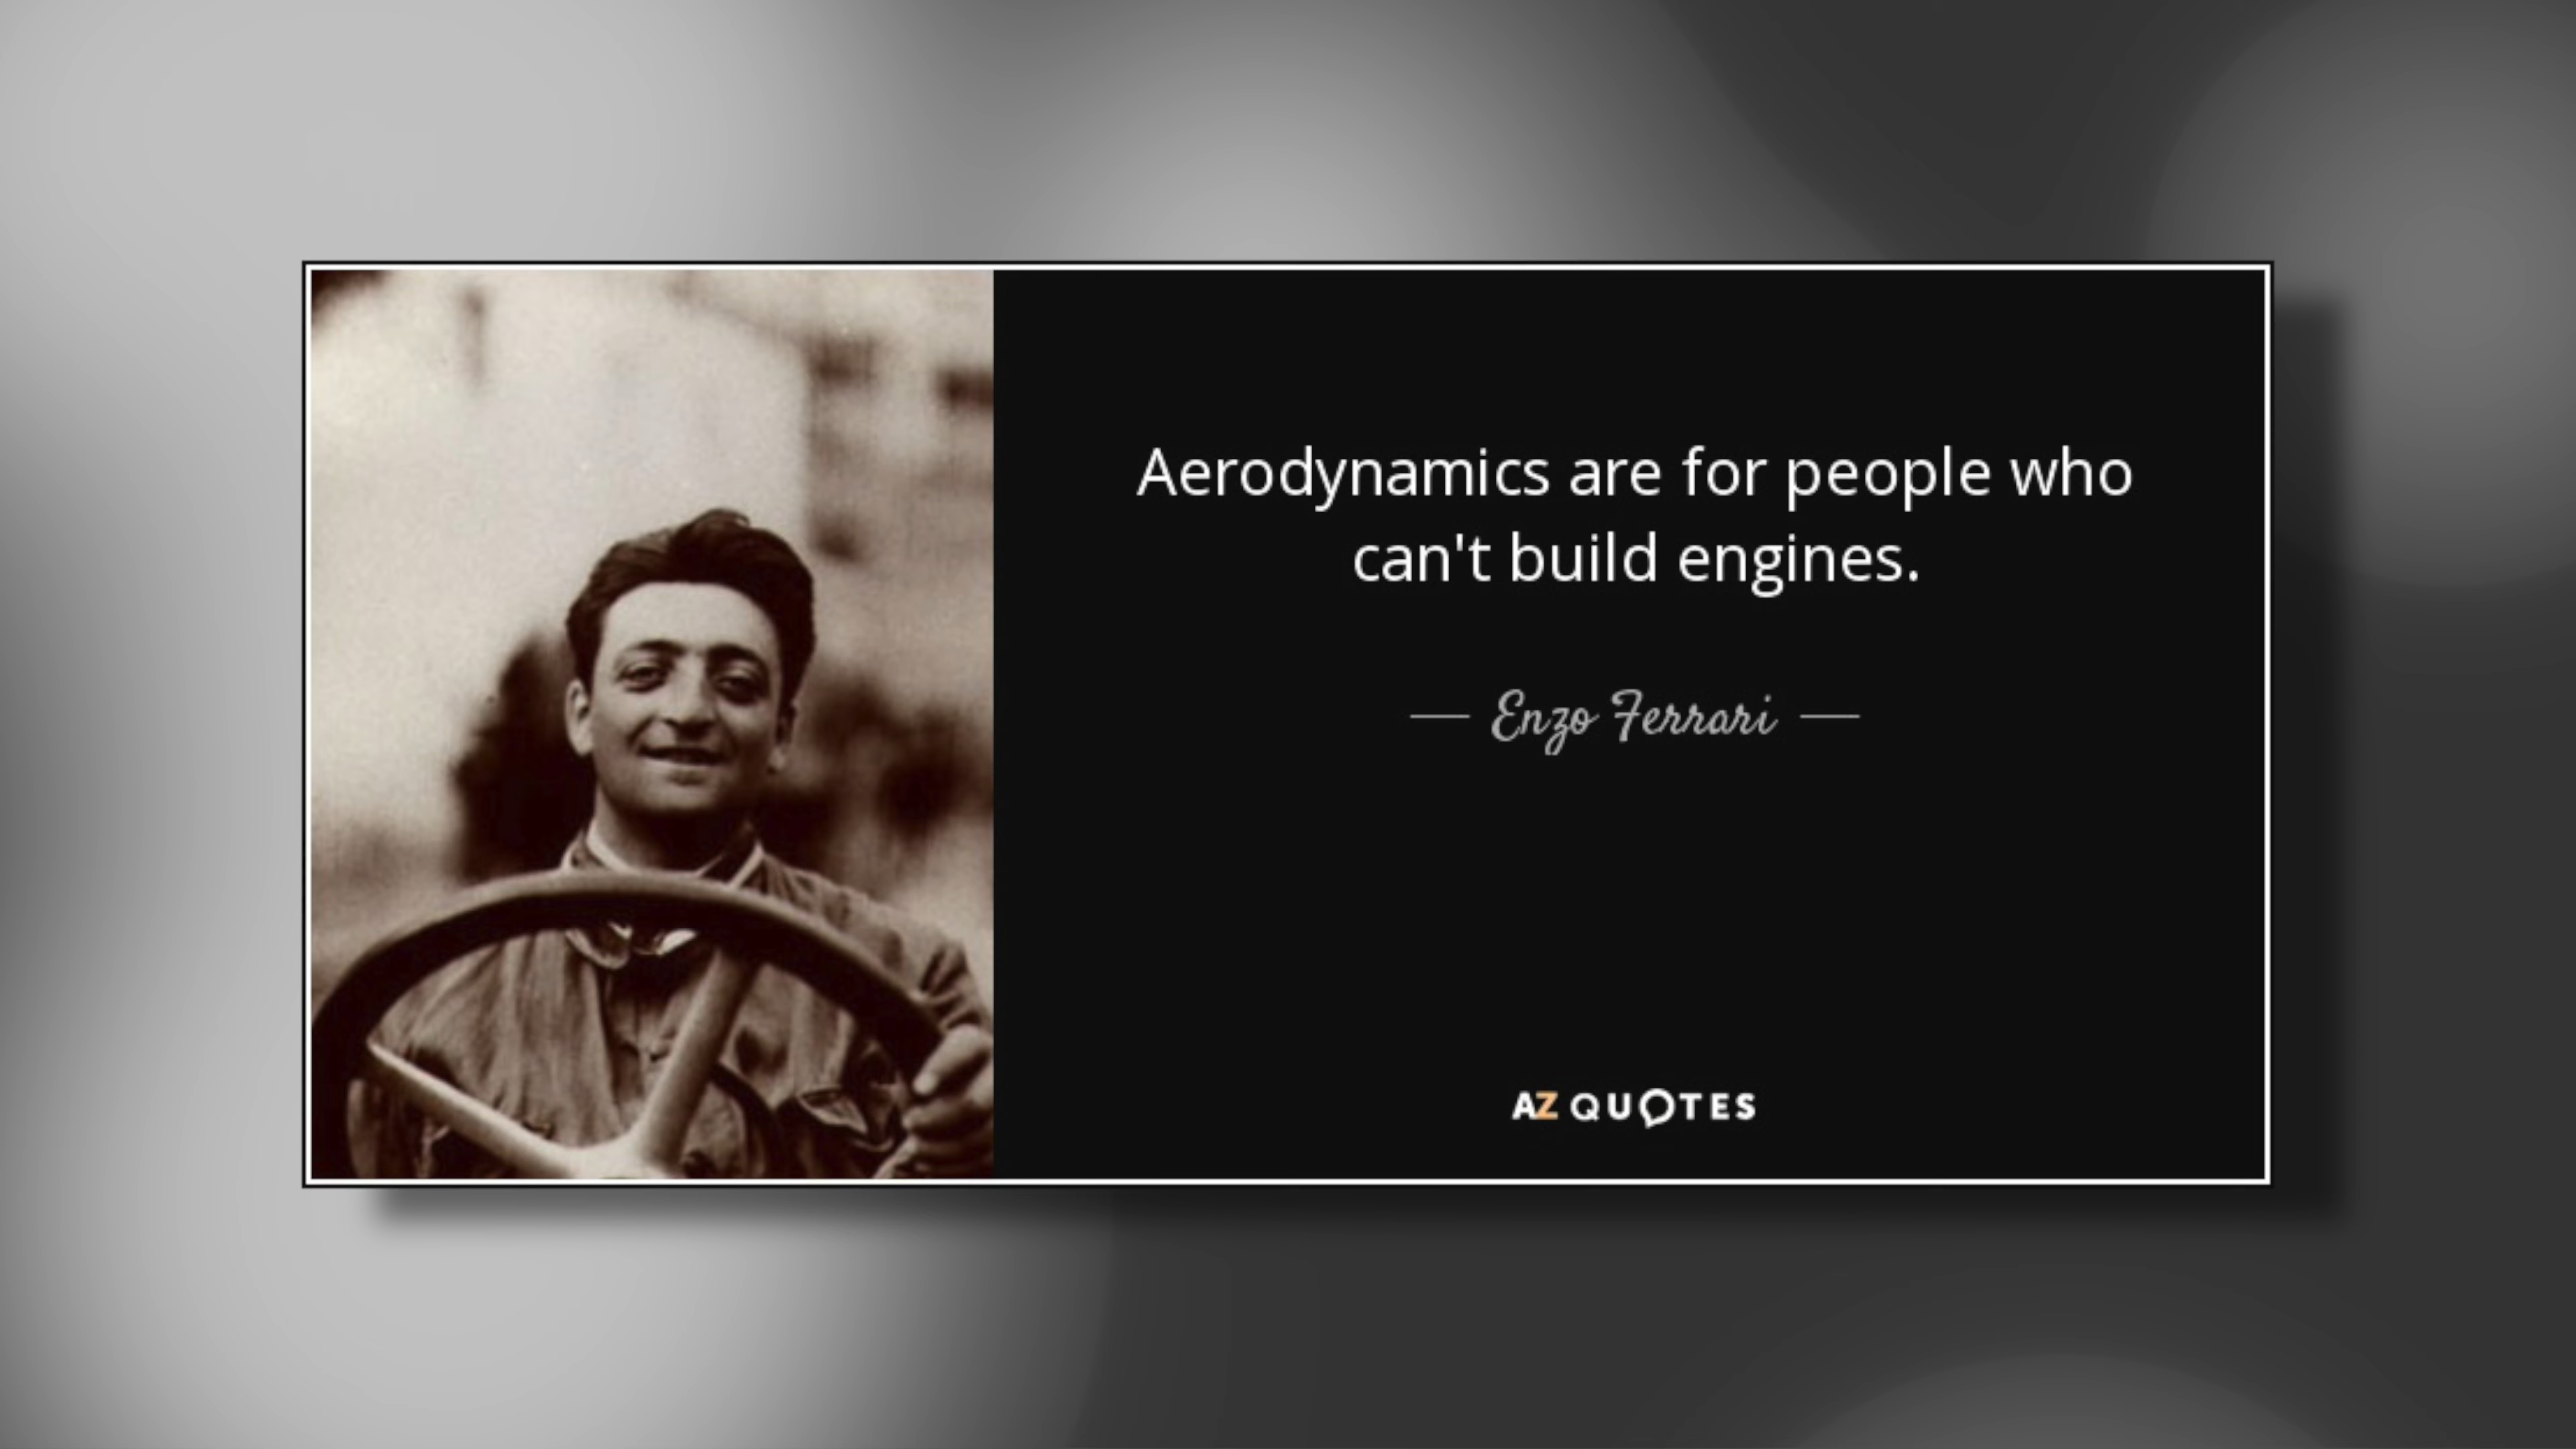 Aerodynamics are for people who
can't build engines.
— Enzo Ferrari —
AZ QUOTES